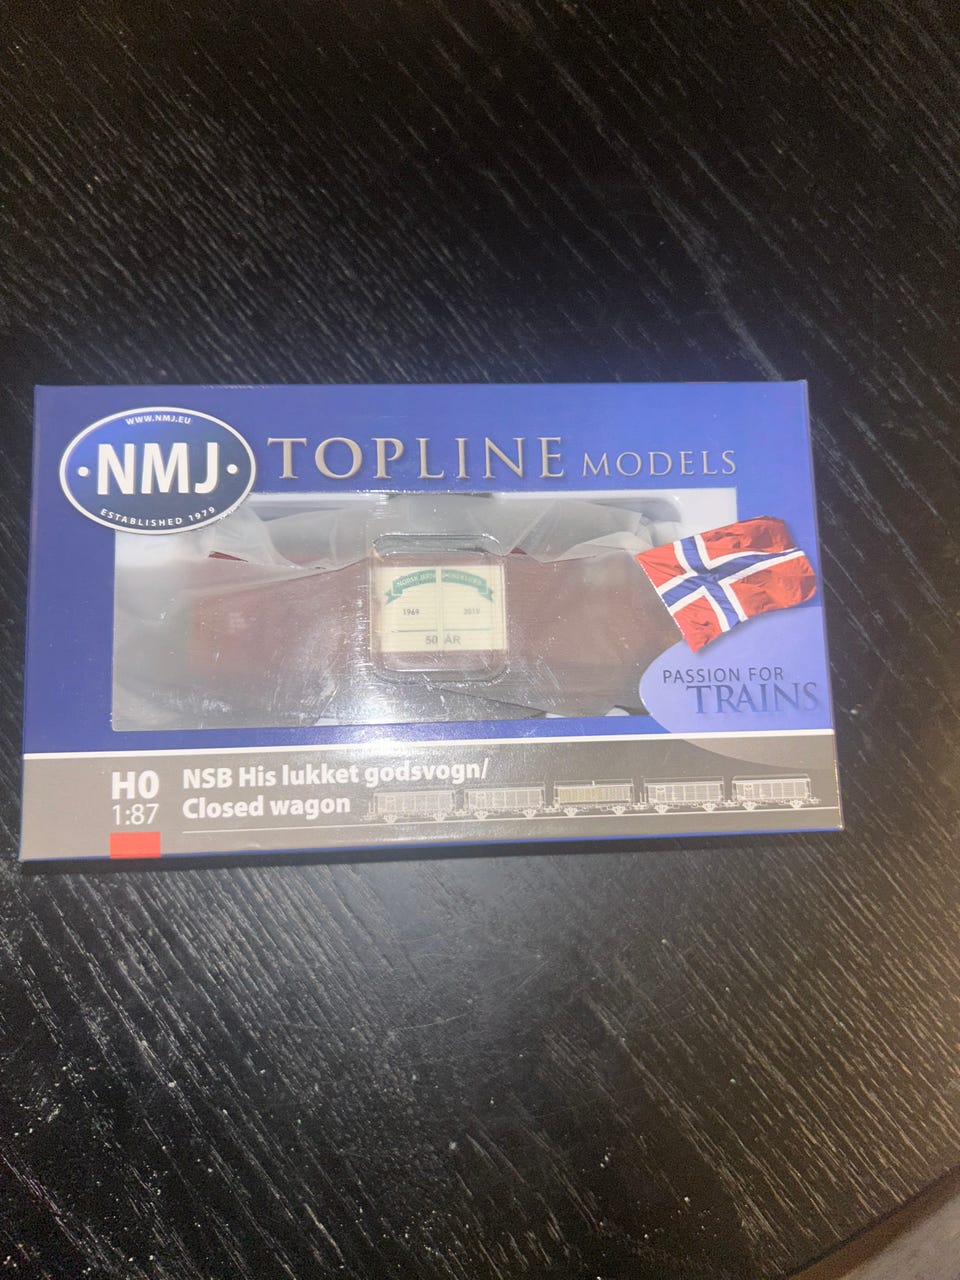 WWW.NMJ.EU
·NMJ·
ESTABLISHED 1979
TOPLINE MODELS
NORSK
1969 2019
50 ÅR
PASSION FOR
TRAINS
H0
1:87
NSB His lukket godsvogn/
Closed wagon